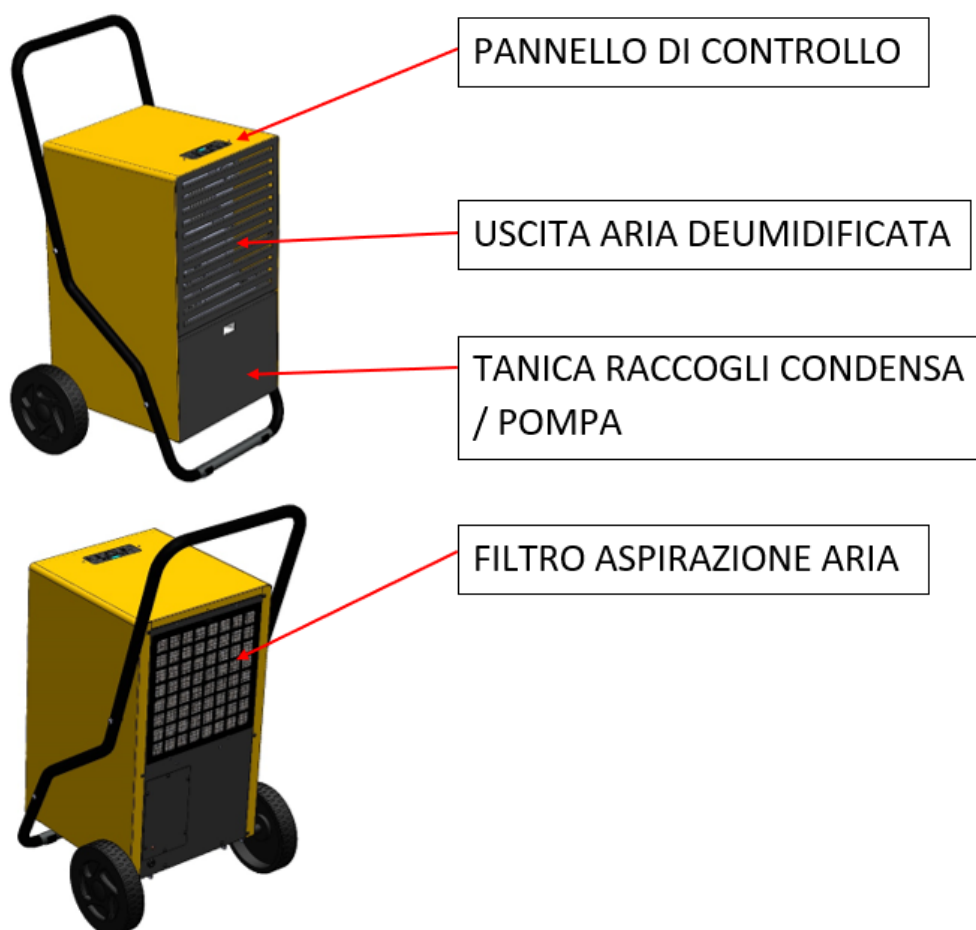 PANNELLO DI CONTROLLO
USCITA ARIA DEUMIDIFICATA
TANICA RACCOGLI CONDENSA
/ POMPA
FILTRO ASPIRAZIONE ARIA